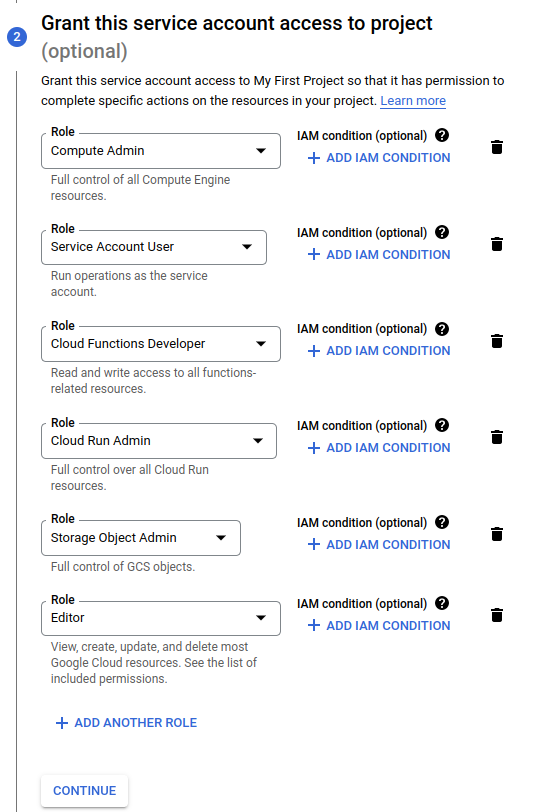 2
Grant this service account access to project
(optional)
Grant this service account access to My First Project so that it has permission to
complete specific actions on the resources in your project. Learn more
Role
Compute Admin
IAM condition (optional) ?
+ ADD IAM CONDITION
Full control of all Compute Engine
resources.
Role
Service Account User
IAM condition (optional) ?
+ ADD IAM CONDITION
Run operations as the service
account.
Role
Cloud Functions Developer
IAM condition (optional) ?
+ ADD IAM CONDITION
Read and write access to all functions-
related resources.
Role
Cloud Run Admin
IAM condition (optional) ?
+ ADD IAM CONDITION
Full control over all Cloud Run
resources.
Role
Storage Object Admin
IAM condition (optional) ?
+ ADD IAM CONDITION
Full control of GCS objects.
Role
Editor
IAM condition (optional) ?
+ ADD IAM CONDITION
View, create, update, and delete most
Google Cloud resources. See the list of
included permissions.
+ ADD ANOTHER ROLE
CONTINUE